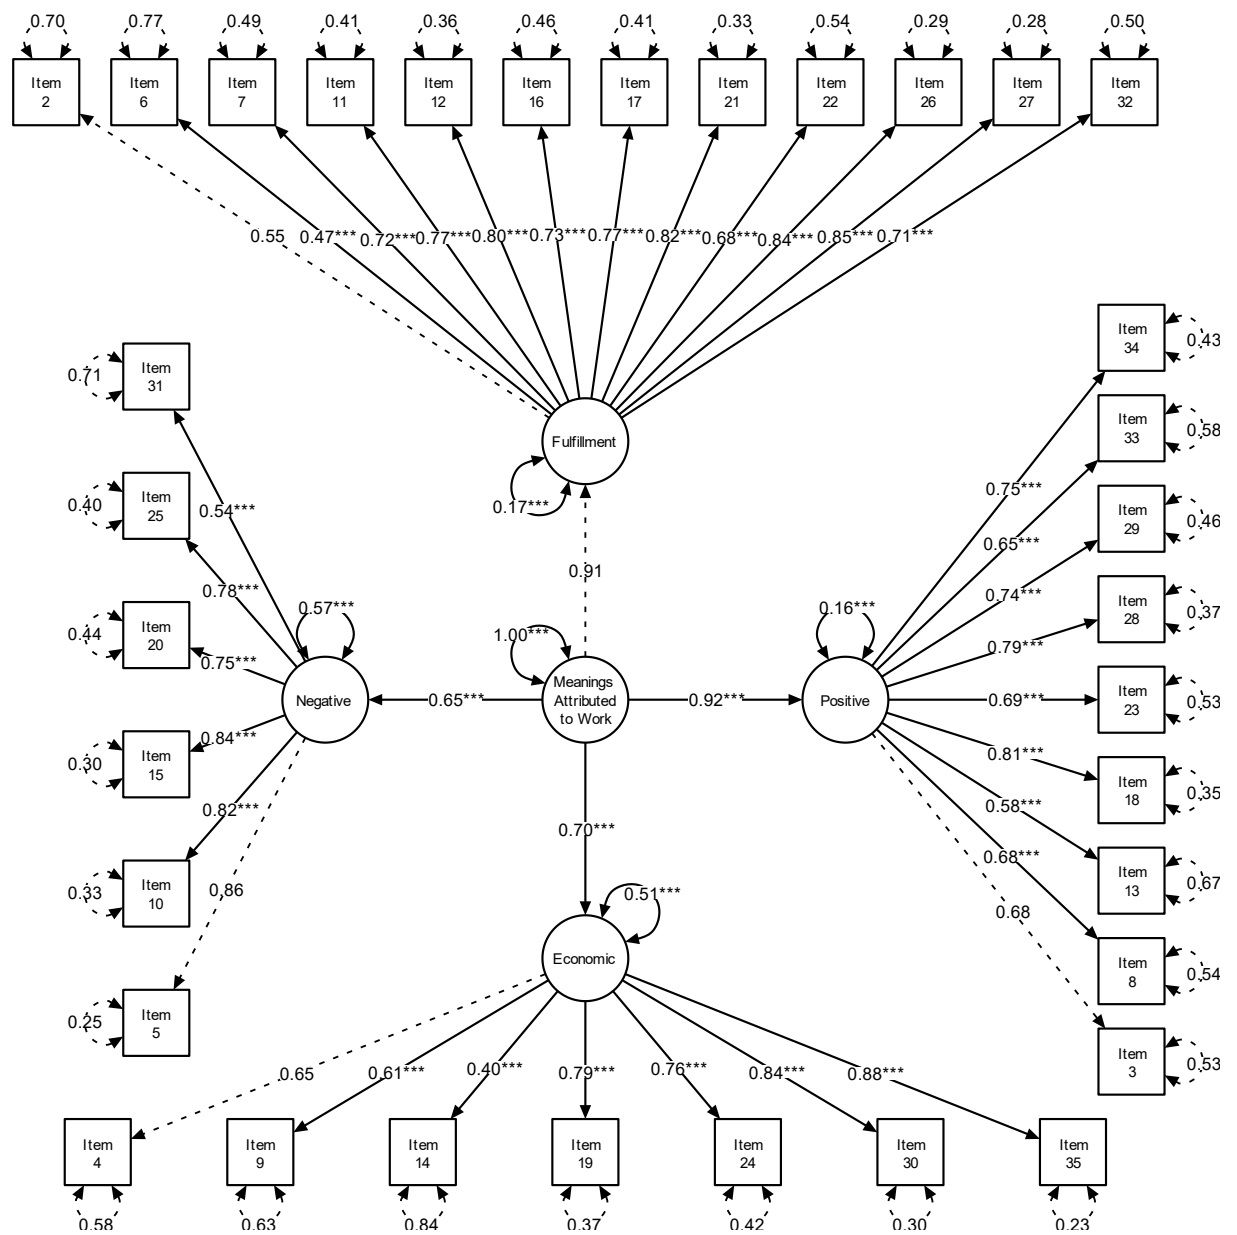 0.70 0.77 0.49 0.41 0.36 0.46 0.41 0.33 0.54 0.29 0.28 0.50
Item Item Item Item Item Item Item Item Item Item Item Item
2 6 7 11 12 16 17 21 22 26 27 32
0.55 0.47*** 0.72*** 0.77*** 0.80*** 0.73*** 0.77*** 0.82*** 0.68*** 0.84*** 0.85*** 0.71***
Item
34
0.43
Item
31
0.71
Item
33
0.58
Fulfillment
0.17***
0.75***
Item
25
0.40
0.54***
0.65***
Item
29
0.46
0.91
0.78***
0.57***
0.74***
0.16***
Item
28
0.37
Item
20
0.44
1.00***
0.79***
0.75***
Negative
0.65***
Meanings
Attributed
to Work
0.92***
Positive
0.69***
Item
23
0.53
0.84***
0.81***
Item
15
0.30
Item
18
0.35
0.82***
0.58***
0.70***
0.68***
Item
10
0.33
0.86
0.51***
Item
13
0.67
0.68
Economic
Item
8
0.54
Item
5
0.25
Item
3
0.53
0.65 0.61*** 0.40*** 0.79*** 0.76*** 0.84*** 0.88***
Item Item Item Item Item Item Item
4 9 14 19 24 30 35
0.58 0.63 0.84 0.37 0.42 0.30 0.23